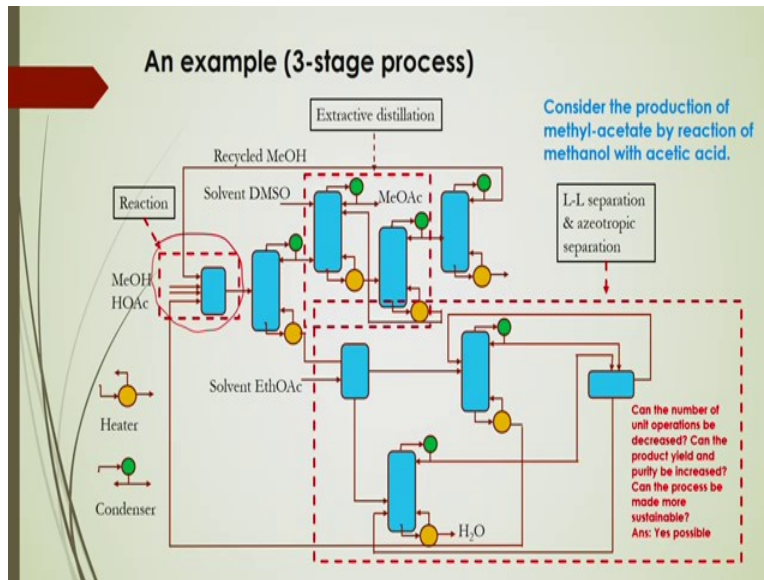 An example (3-stage process)
Extractive distillation
Consider the production of
methyl-acetate by reaction of
methanol with acetic acid.
Recycled MeOH
Solvent DMSO
MeOAc
Reaction
L-L separation
& azeotropic
separation
MeOH
HOAc
Solvent EthOAc
Heater
Condenser
H₂O
Can the number of
unit operations be
decreased? Can the
product yield and
purity be increased?
Can the process be
made more
sustainable?
Ans: Yes possible